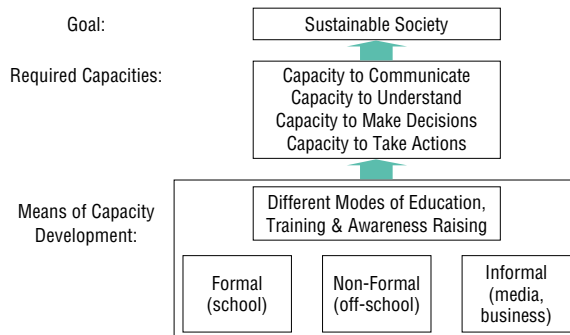 Goal:
Sustainable Society
Required Capacities:
Capacity to Communicate
Capacity to Understand
Capacity to Make Decisions
Capacity to Take Actions
Means of Capacity
Development:
Different Modes of Education,
Training & Awareness Raising
Formal
(school)
Non-Formal
(off-school)
Informal
(media,
business)